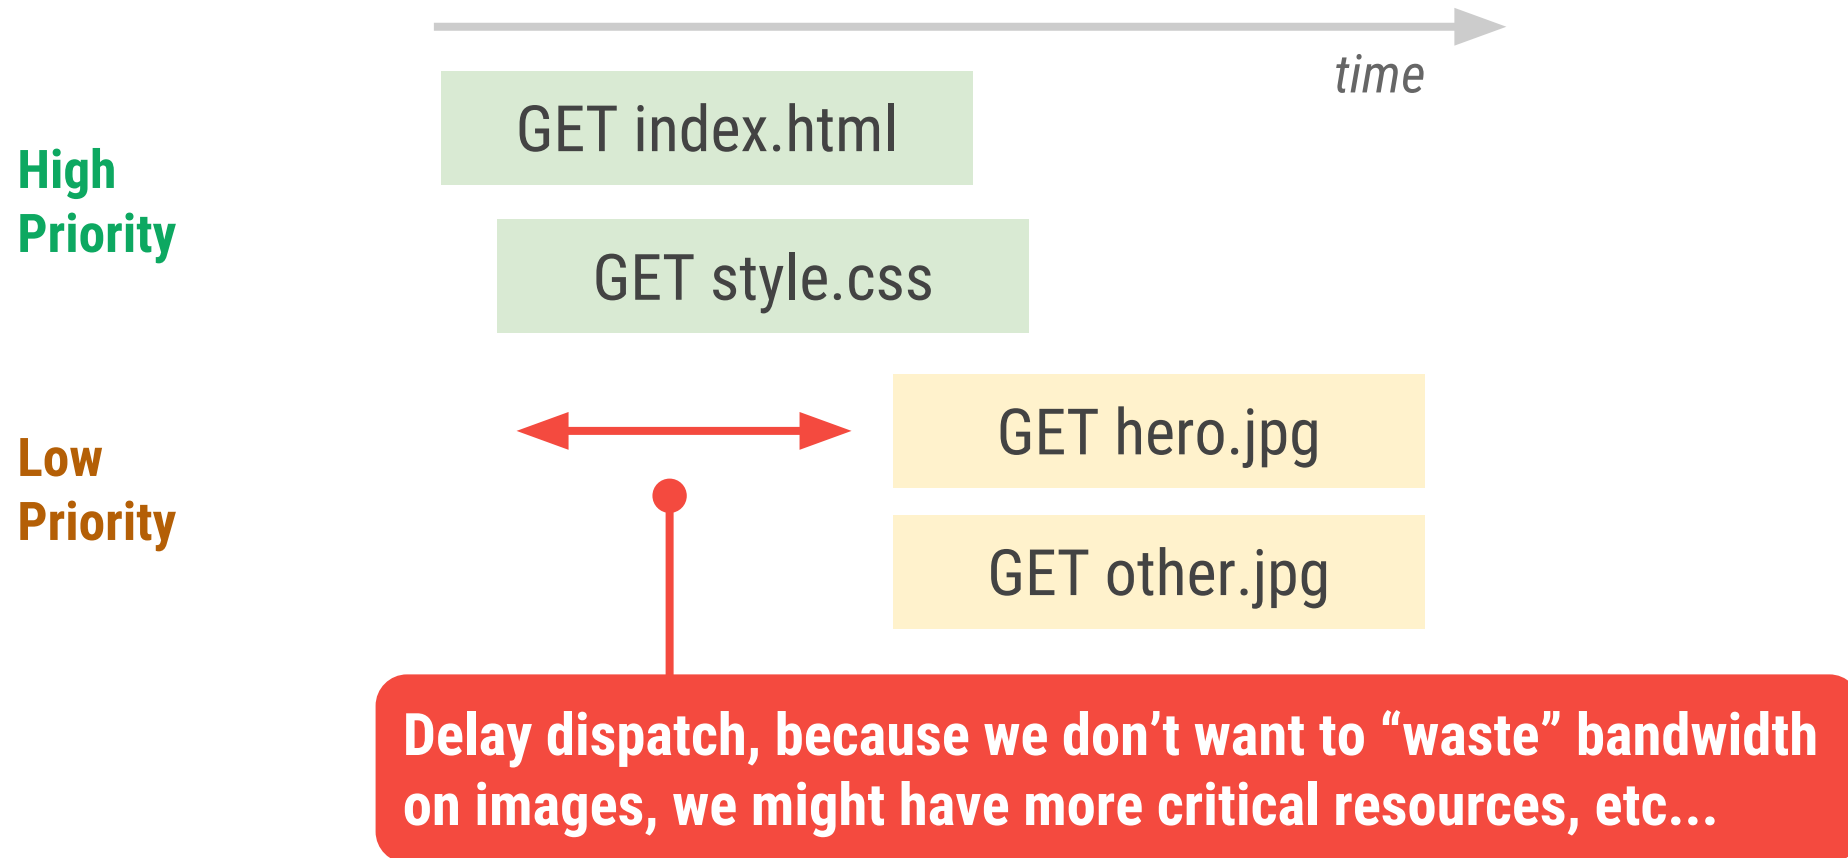 time
GET index.html
High
Priority
GET style.css
GET hero.jpg
Low
Priority
GET other.jpg
Delay dispatch, because we don’t want to “waste” bandwidth
on images, we might have more critical resources, etc...